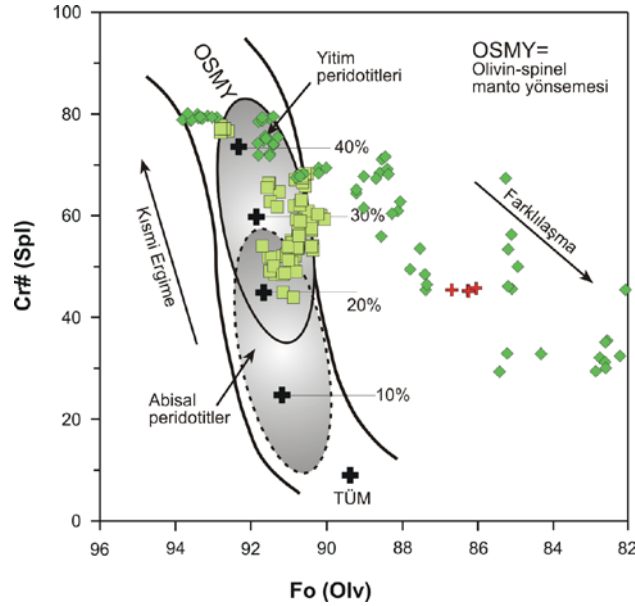 100
80
60
40
20
0
96
94
92
90
88
86
84
82
Cr# (Spl)
Fo (Olv)
OSMY
Yitim
peridotitleri
OSMY=
Olivin-spinel
manto yönsemesi
40%
30%
20%
10%
Kısmi Ergime
Farklılaşma
Abisal
peridotitler
TÜM